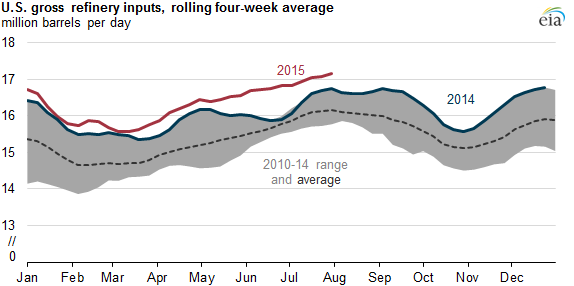 U.S. gross refinery inputs, rolling four-week average
million barrels per day
eia
18
17
16
15
14
13
//
0
2015
2014
2010-14 range
and average
Jan Feb Mar Apr May Jun Jul Aug Sep Oct Nov Dec